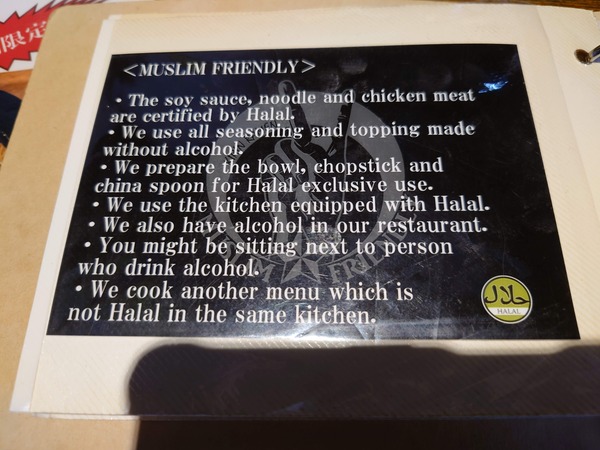 限定
<MUSLIM FRIENDLY>
・The soy sauce, noodle and chicken meat
are certified by Halal.
・We use all seasoning and topping made
without alcohol.
・We prepare the bowl, chopstick and
china spoon for Halal exclusive use.
・We use the kitchen equipped with Halal.
・We also have alcohol in our restaurant.
・You might be sitting next to person
who drink alcohol.
・We cook another menu which is
not Halal in the same kitchen.
حلال
HALAL